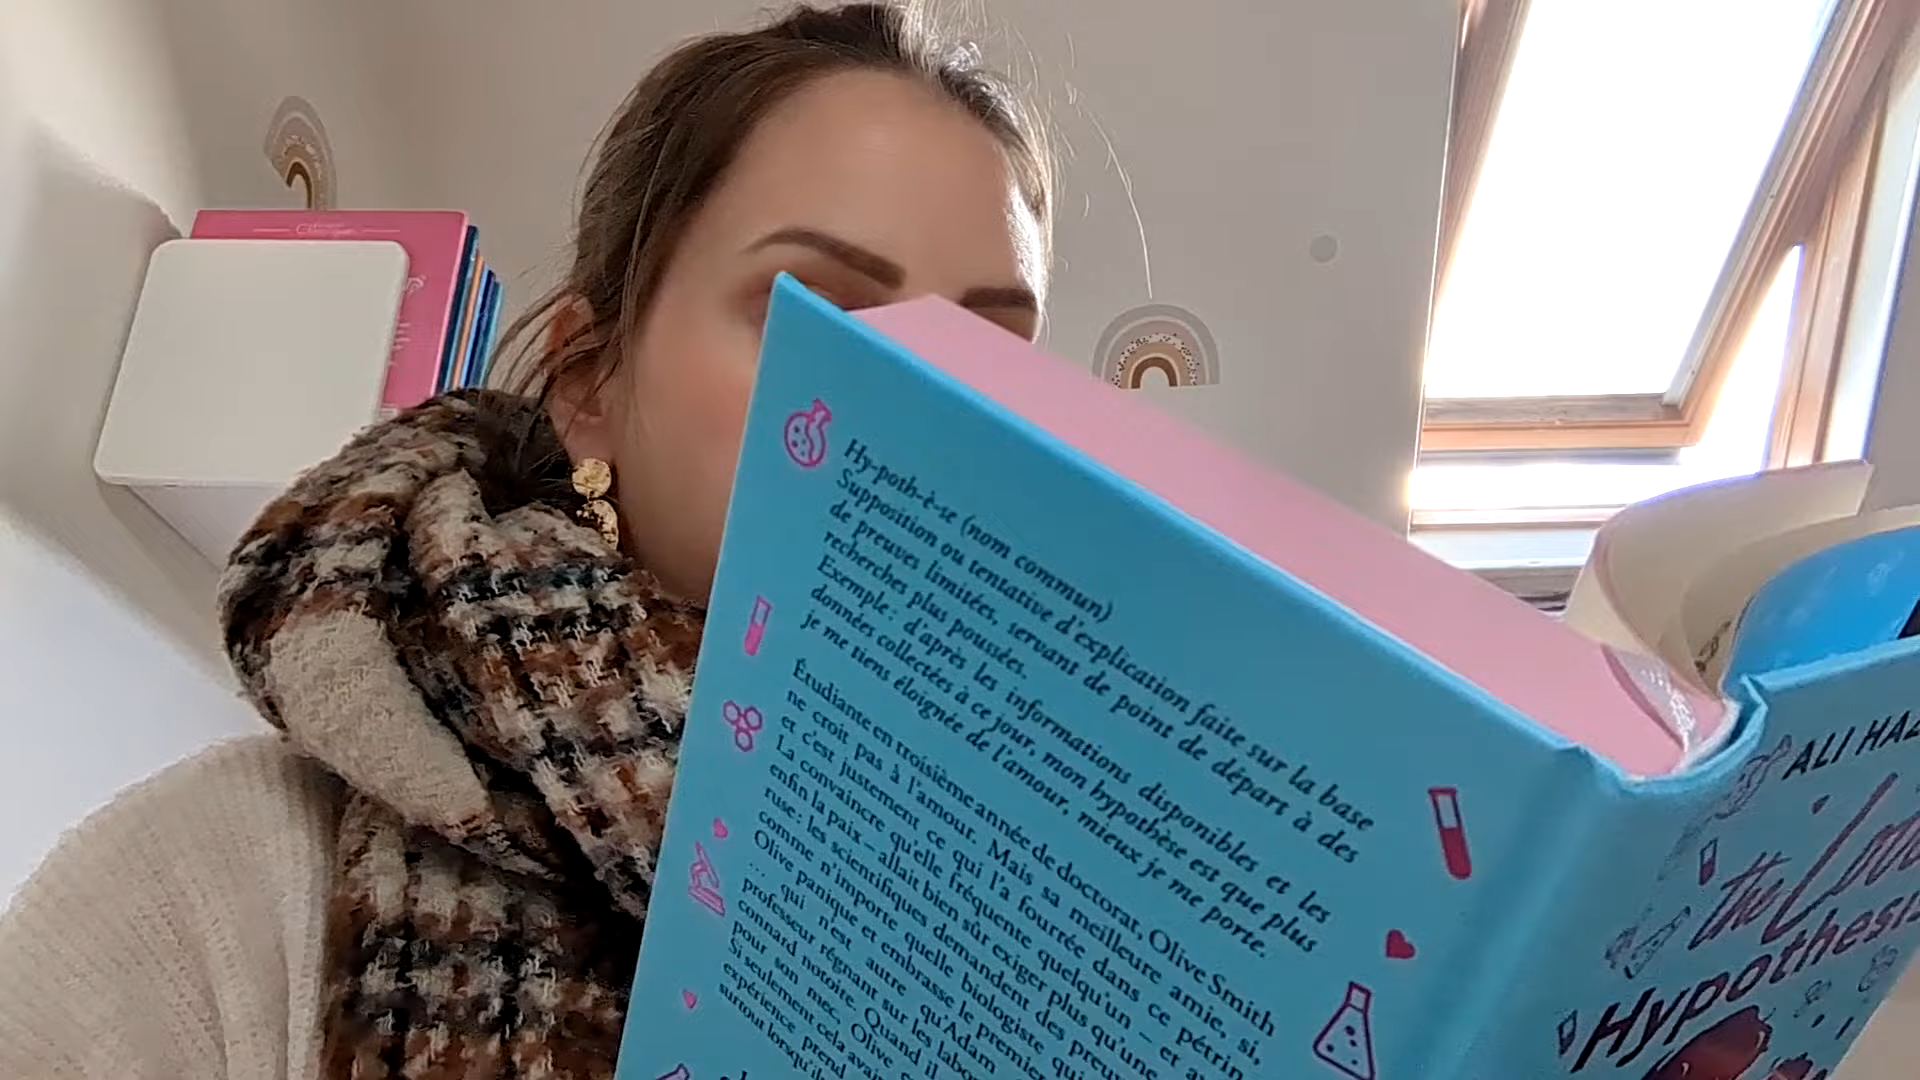 Hy-poth-è-se (nom commun)
Supposition ou tentative d'explication faite sur la base
de preuves limitées, servant de point de départ à des
recherches plus poussées.
Exemple : d'après les informations disponibles et les
données collectées à ce jour, mon hypothèse est que plus
je me tiens éloignée de l'amour, mieux je me porte.
Étudiante en troisième année de doctorat, Olive Smith
ne croit pas à l'amour. Mais sa meilleure amie, si,
et c'est justement ce qui l'a fourrée dans ce pétrin.
La convaincre qu'elle fréquente quelqu'un – et
enfin la paix – allait bien sûr exiger plus qu'une
ruse : les scientifiques demandent des preuves
comme n'importe quelle biologiste qui
Olive panique et embrasse le premier
… qui n'est autre qu'Adam
professeur régnant sur les labor
connard notoire. Quand il
pour son mec, Olive
Si seulement cela avait
expérience prend
surtout lorsqu'il
ALI HAZ
The Love
Hypothesis